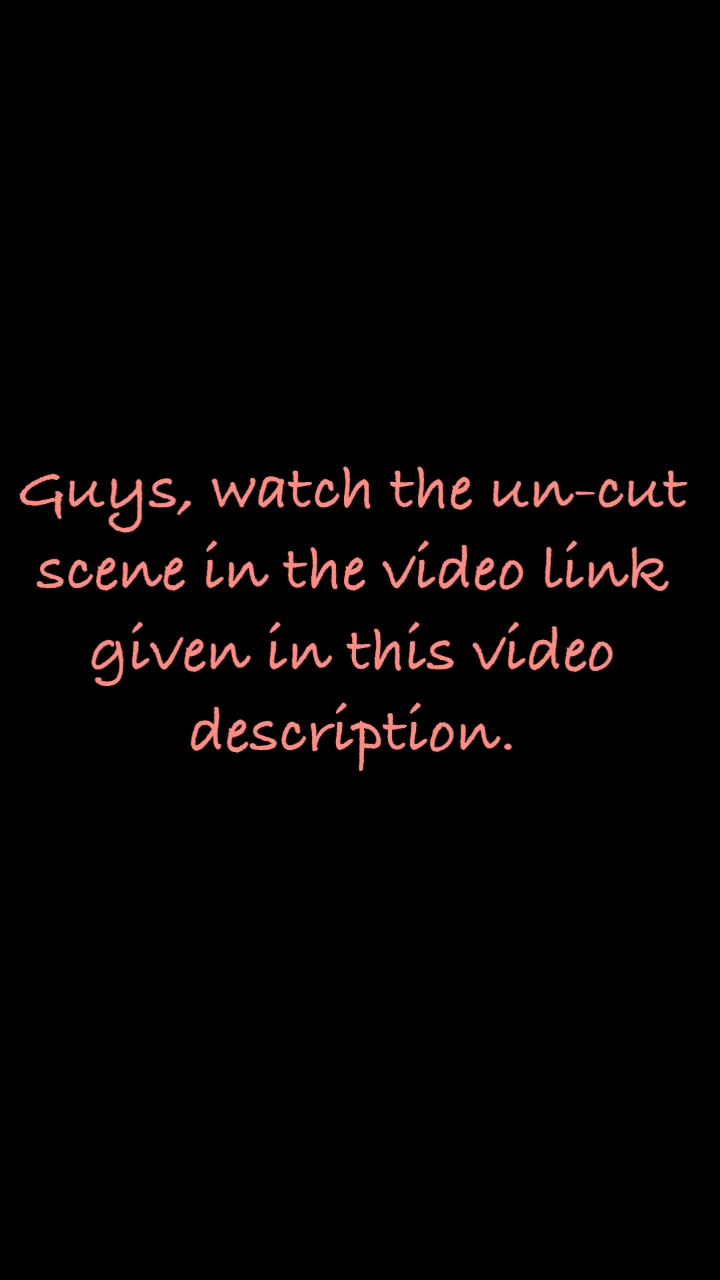 Guys, watch the un-cut
scene in the video link
given in this video
description.